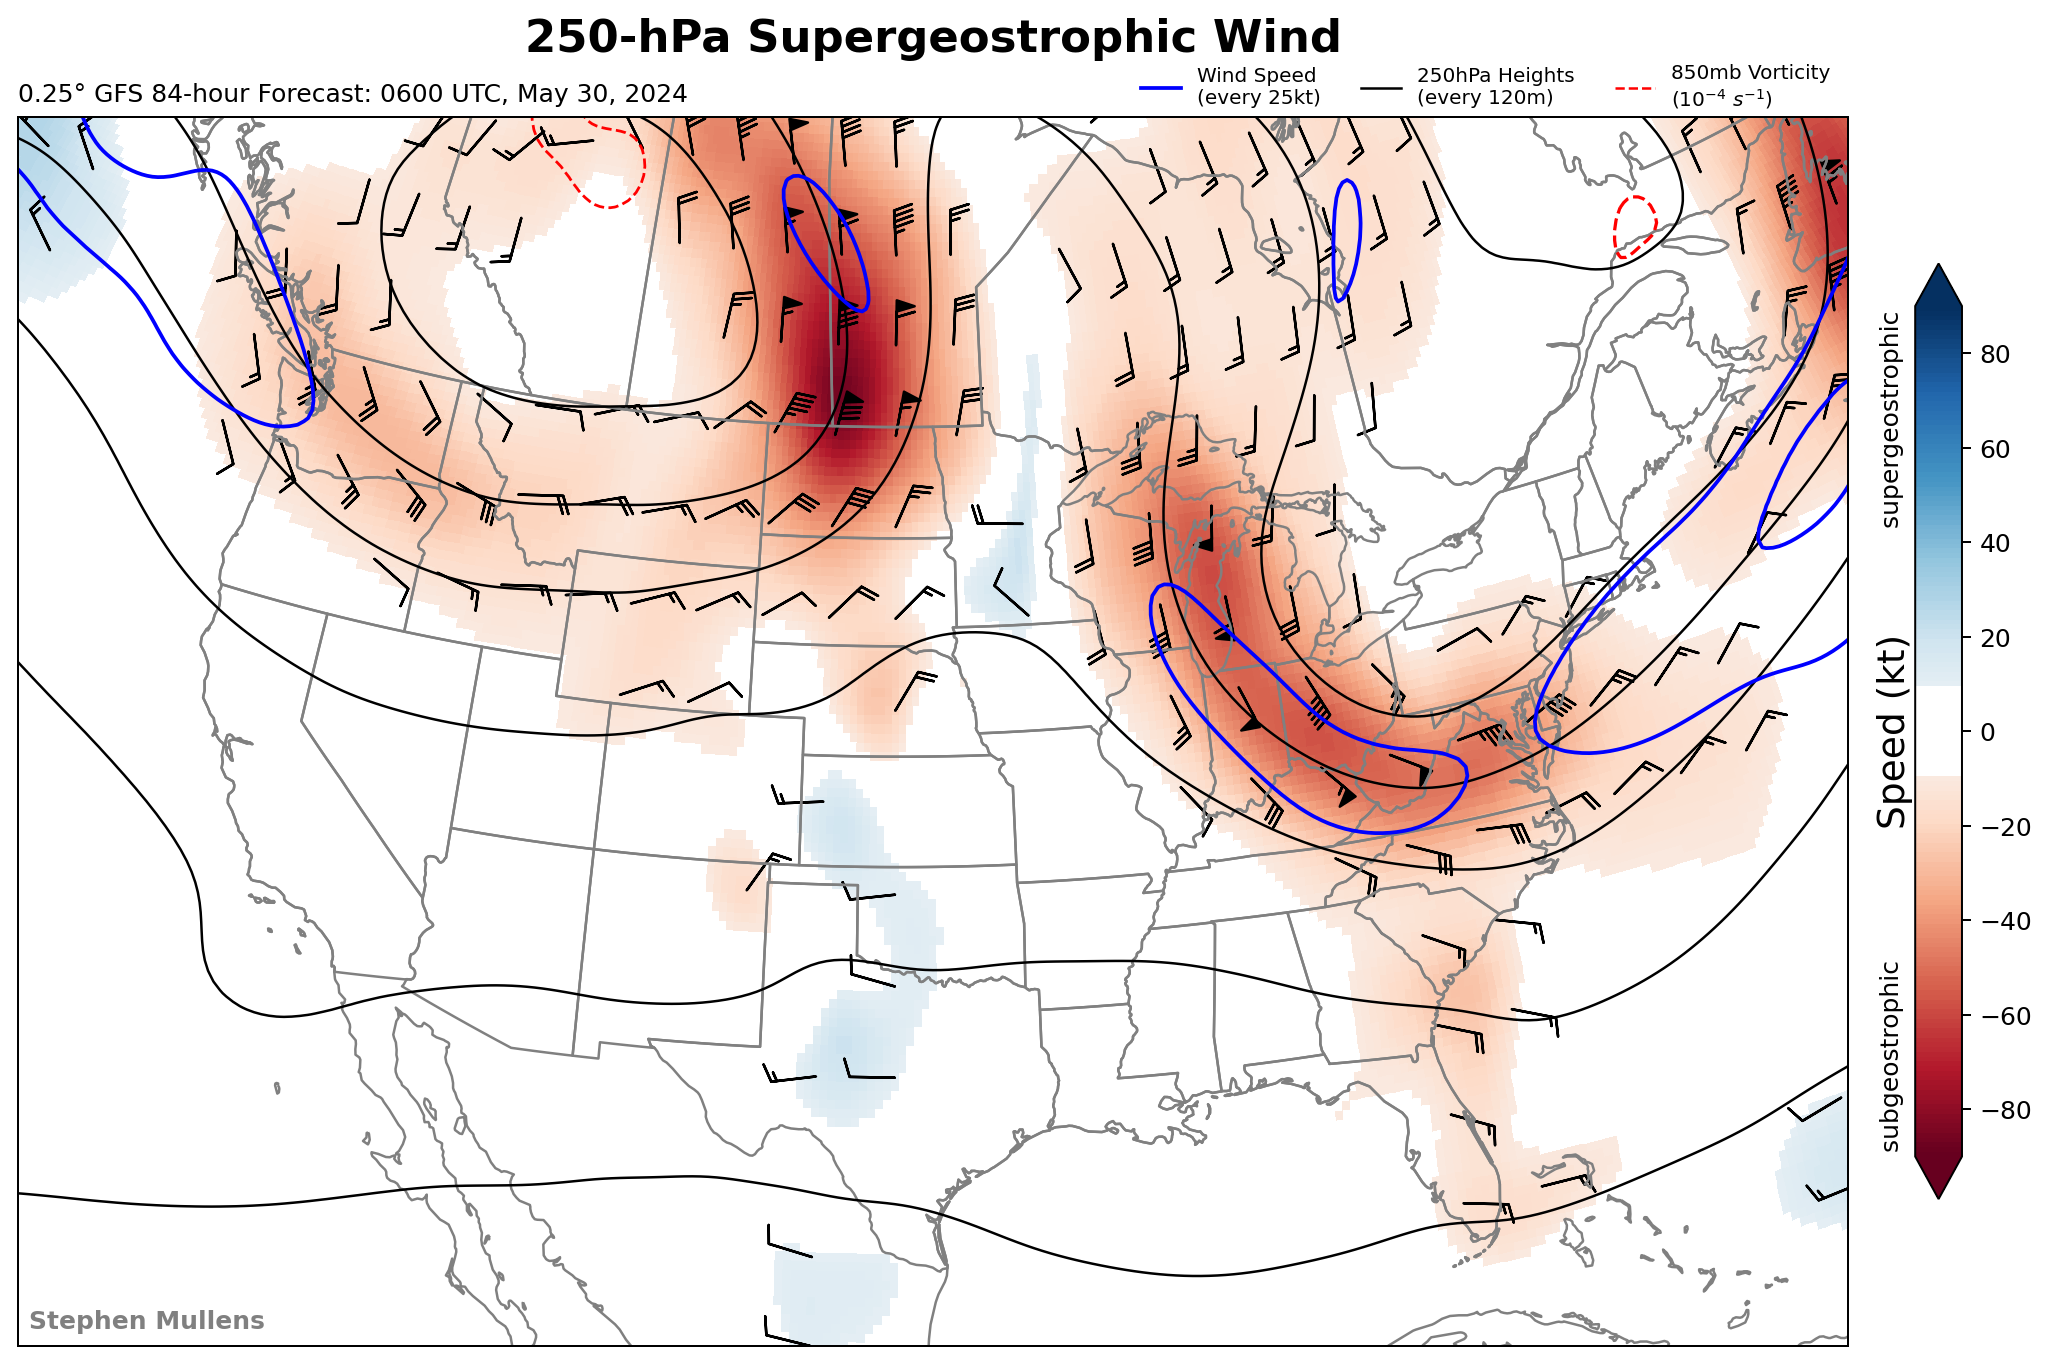 250-hPa Supergeostrophic Wind
0.25° GFS 84-hour Forecast: 0600 UTC, May 30, 2024
Wind Speed
(every 25kt)
250hPa Heights
(every 120m)
850mb Vorticity
(10⁻⁴ s⁻¹)
supergeostrophic
Speed (kt)
subgeostrophic
80
60
40
20
0
−20
−40
−60
−80
Stephen Mullens